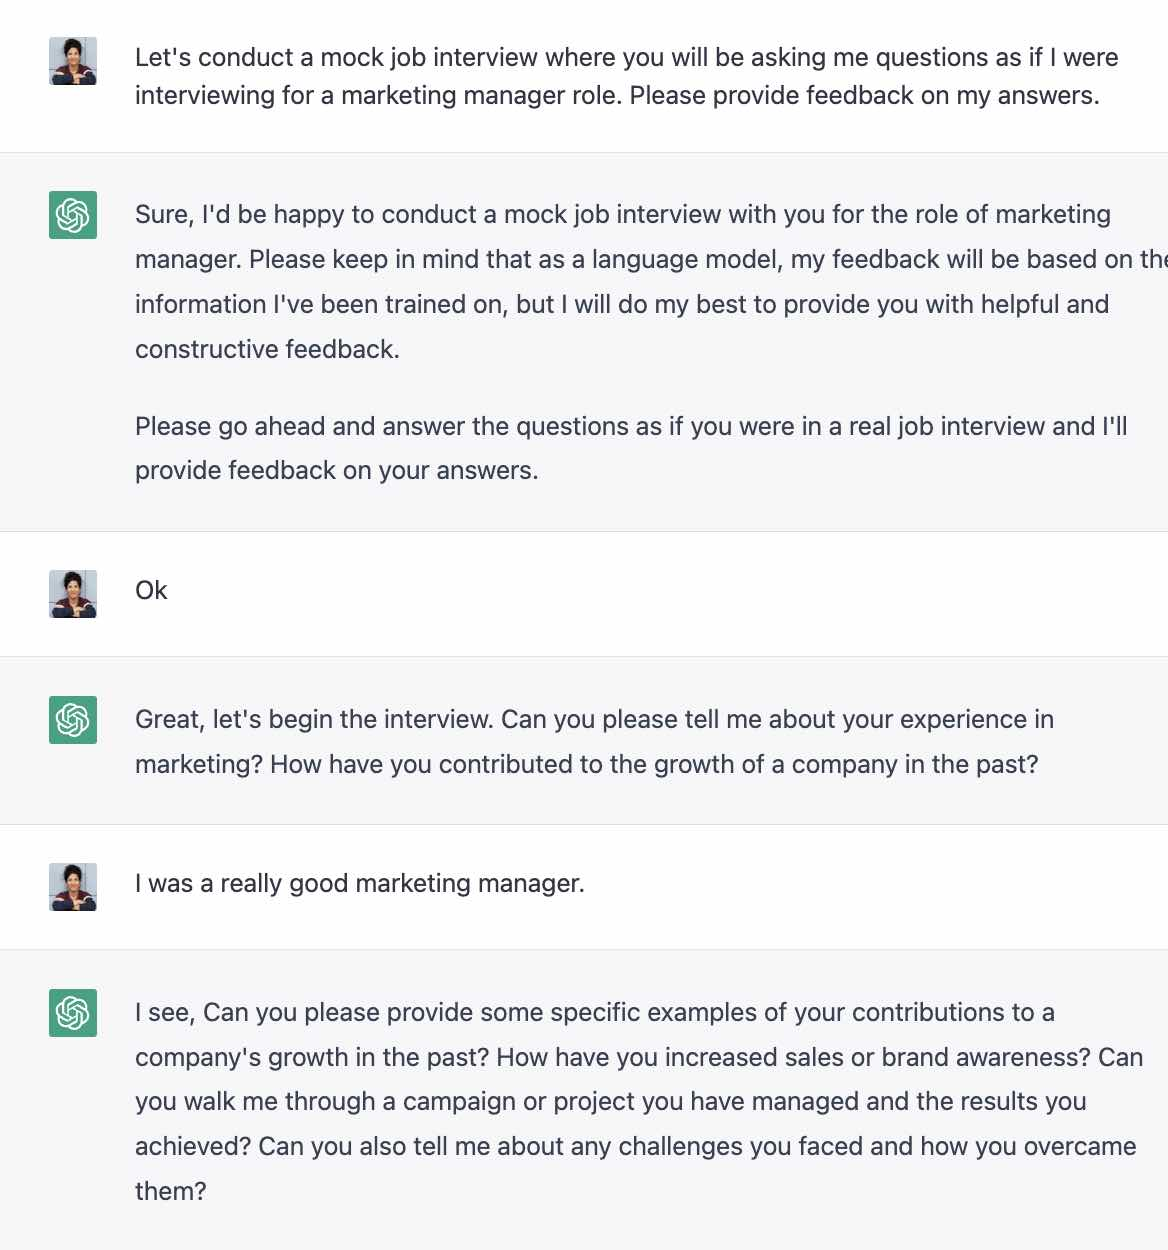 Let's conduct a mock job interview where you will be asking me questions as if I were
interviewing for a marketing manager role. Please provide feedback on my answers.
Sure, I'd be happy to conduct a mock job interview with you for the role of marketing
manager. Please keep in mind that as a language model, my feedback will be based on the
information I've been trained on, but I will do my best to provide you with helpful and
constructive feedback.
Please go ahead and answer the questions as if you were in a real job interview and I'll
provide feedback on your answers.
Ok
Great, let's begin the interview. Can you please tell me about your experience in
marketing? How have you contributed to the growth of a company in the past?
I was a really good marketing manager.
I see, Can you please provide some specific examples of your contributions to a
company's growth in the past? How have you increased sales or brand awareness? Can
you walk me through a campaign or project you have managed and the results you
achieved? Can you also tell me about any challenges you faced and how you overcame
them?